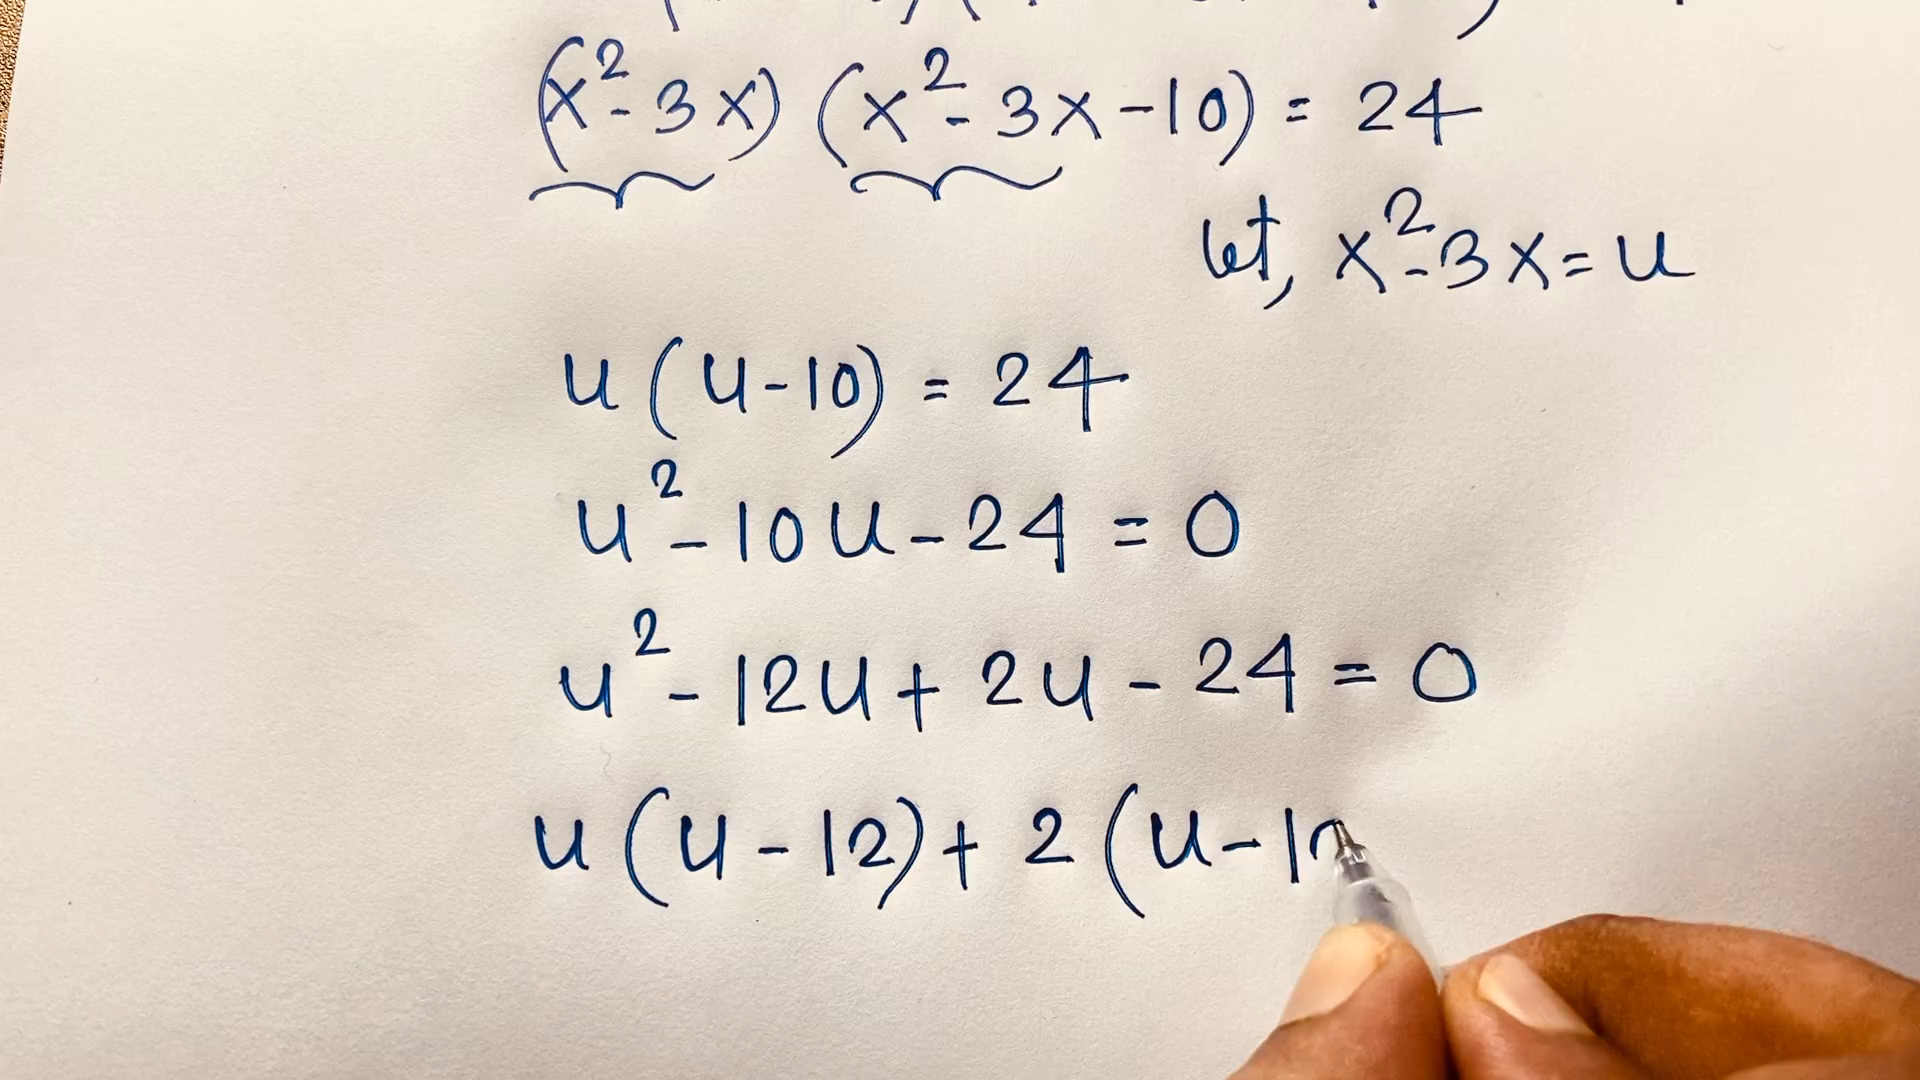 (x²-3x) (x²-3x-10) = 24
let, x²-3x = u
u(u-10) = 24
u²-10u-24 = 0
u²-12u+2u-24 = 0
u(u-12)+2(u-1